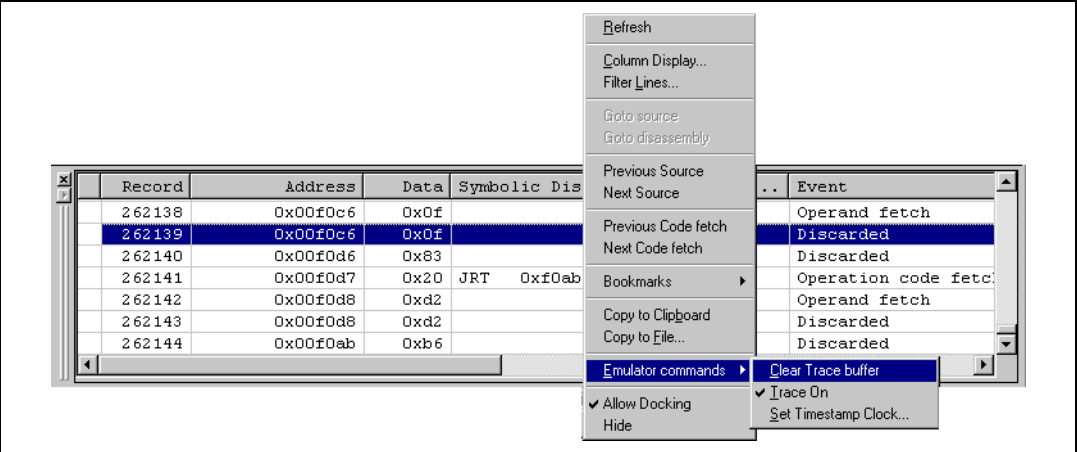 Refresh
Column Display...
Filter Lines...
Goto source
Goto disassembly
Previous Source
Next Source
Previous Code fetch
Next Code fetch
Bookmarks
Copy to Clipboard
Copy to File...
Emulator commands
Allow Docking
Hide
Clear Trace buffer
Trace On
Set Timestamp Clock...
Record Address Data Symbolic Dis .. Event
262138 0x00f0c6 0x0f Operand fetch
262139 0x00f0c6 0x0f Discarded
262140 0x00f0d6 0x83 Discarded
262141 0x00f0d7 0x20 JRT 0xf0ab Operation code fetc
262142 0x00f0d8 0xd2 Operand fetch
262143 0x00f0d8 0xd2 Discarded
262144 0x00f0ab 0xb6 Discarded